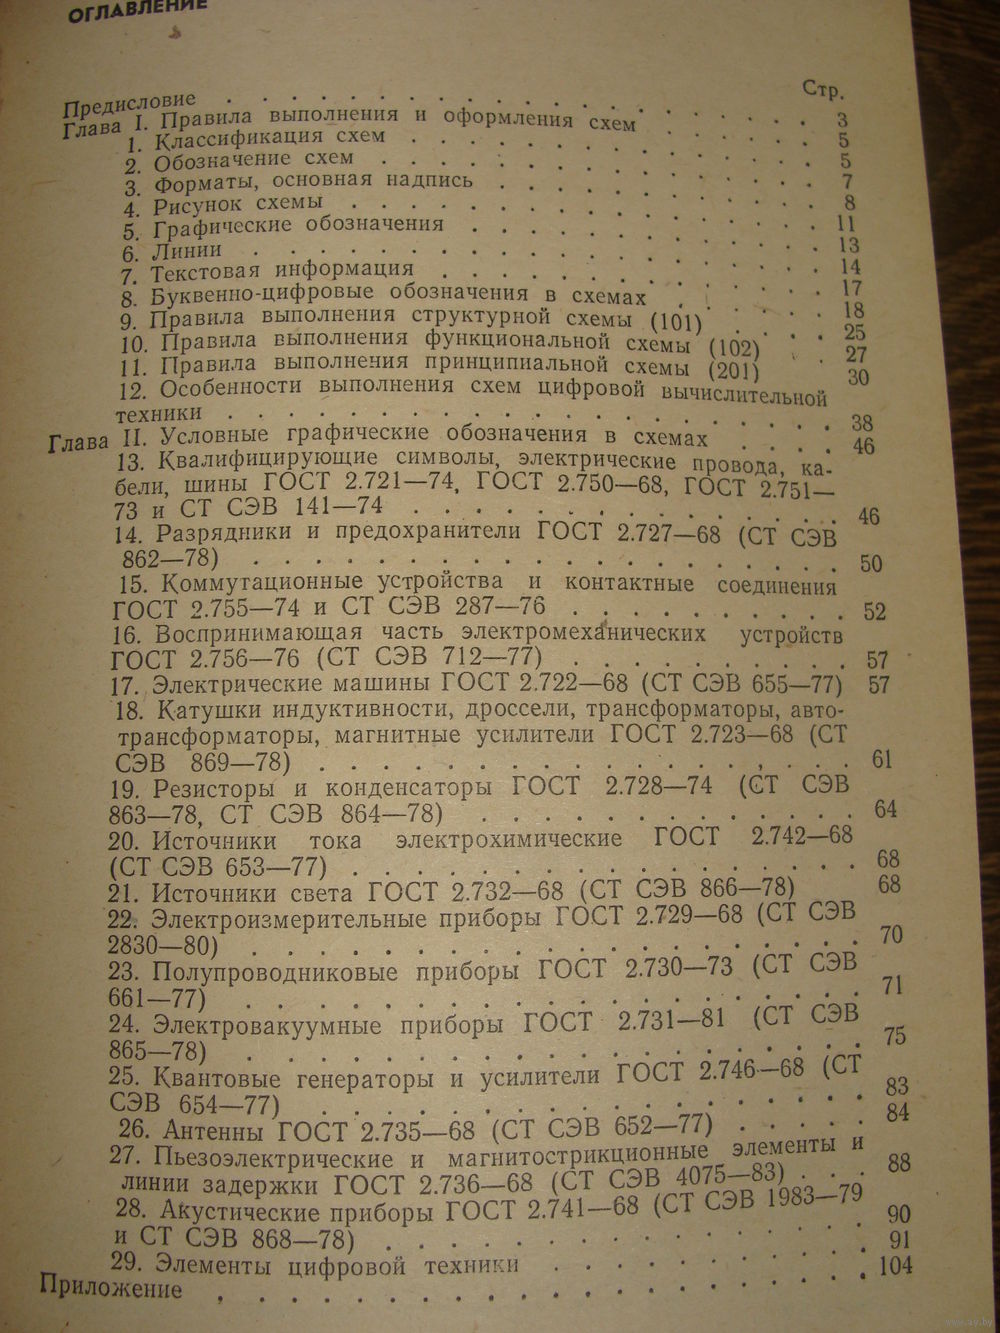 ОГЛАВЛЕНИЕ
Стр.
Предисловие . . . . . . . . . . 3
Глава I. Правила выполнения и оформления схем . . . . 5
1. Классификация схем . . . . . . . . . . 5
2. Обозначение схем . . . . . . . . . . 7
3. Форматы, основная надпись . . . . . . . . 8
4. Рисунок схемы . . . . . . . . . . 11
5. Графические обозначения . . . . . . . . 13
6. Линии . . . . . . . . . . 14
7. Текстовая информация . . . . . . . . 17
8. Буквенно-цифровые обозначения в схемах . . . . 18
9. Правила выполнения структурной схемы (101) . . . 25
10. Правила выполнения функциональной схемы (102) . . 27
11. Правила выполнения принципиальной схемы (201) . . 30
12. Особенности выполнения схем цифровой вычислительной
техники . . . . . . . . . . 38
Глава II. Условные графические обозначения в схемах . . . . 46
13. Квалифицирующие символы, электрические провода, ка-
бели, шины ГОСТ 2.721—74, ГОСТ 2.750—68, ГОСТ 2.751—
73 и СТ СЭВ 141—74 . . . . . . . . . . 46
14. Разрядники и предохранители ГОСТ 2.727—68 (СТ СЭВ
862—78) . . . . . . . . . . 50
15. Коммутационные устройства и контактные соединения
ГОСТ 2.755—74 и СТ СЭВ 287—76 . . . . . . . . . . 52
16. Воспринимающая часть электромеханических устройств
ГОСТ 2.756—76 (СТ СЭВ 712—77) . . . . . . . . . . 57
17. Электрические машины ГОСТ 2.722—68 (СТ СЭВ 655—77) 57
18. Катушки индуктивности, дроссели, трансформаторы, авто-
трансформаторы, магнитные усилители ГОСТ 2.723—68 (СТ
СЭВ 869—78) . . . . . . . . . . 61
19. Резисторы и конденсаторы ГОСТ 2.728—74 (СТ СЭВ
863—78, СТ СЭВ 864—78) . . . . . . . . . . 64
20. Источники тока электрохимические ГОСТ 2.742—68
(СТ СЭВ 653—77) . . . . . . . . . . 68
21. Источники света ГОСТ 2.732—68 (СТ СЭВ 866—78) 68
22. Электроизмерительные приборы ГОСТ 2.729—68 (СТ СЭВ
2830—80) . . . . . . . . . . 70
23. Полупроводниковые приборы ГОСТ 2.730—73 (СТ СЭВ
661—77) . . . . . . . . . . 71
24. Электровакуумные приборы ГОСТ 2.731—81 (СТ СЭВ
865—78) . . . . . . . . . . 75
25. Квантовые генераторы и усилители ГОСТ 2.746—68 (СТ
СЭВ 654—77) . . . . . . . . . . 83
26. Антенны ГОСТ 2.735—68 (СТ СЭВ 652—77) . . . . . 84
27. Пьезоэлектрические и магнитострикционные элементы и
линии задержки ГОСТ 2.736—68 (СТ СЭВ 4075—83) . . . 88
28. Акустические приборы ГОСТ 2.741—68 (СТ СЭВ 1983—79
и СТ СЭВ 868—78) . . . . . . . . . . 90
29. Элементы цифровой техники . . . . . . . . 91
Приложение . . . . . . . . . . 104
www.ay.by